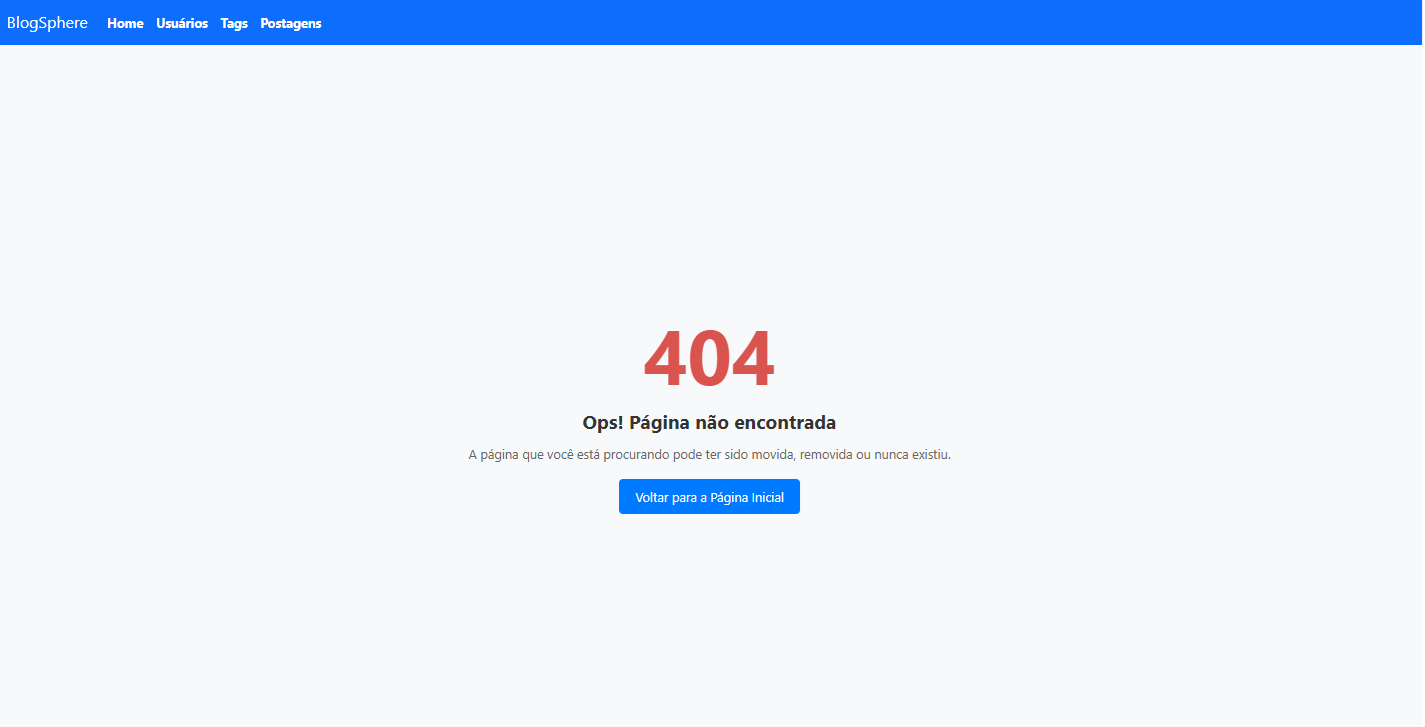 BlogSphere Home Usuários Tags Postagens
404
Ops! Página não encontrada
A página que você está procurando pode ter sido movida, removida ou nunca existiu.
Voltar para a Página Inicial